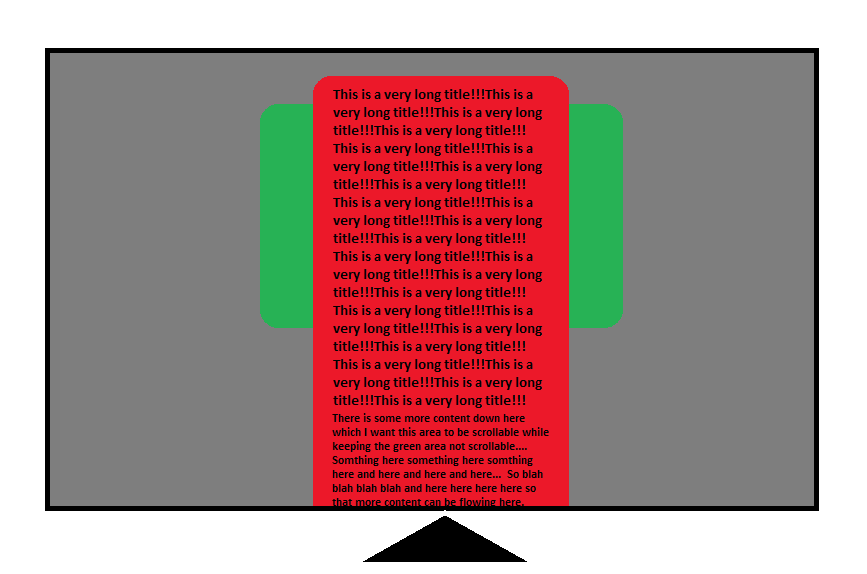 This is a very long title!!!This is a
very long title!!!This is a very long
title!!!This is a very long title!!!
This is a very long title!!!This is a
very long title!!!This is a very long
title!!!This is a very long title!!!
This is a very long title!!!This is a
very long title!!!This is a very long
title!!!This is a very long title!!!
This is a very long title!!!This is a
very long title!!!This is a very long
title!!!This is a very long title!!!
This is a very long title!!!This is a
very long title!!!This is a very long
title!!!This is a very long title!!!
This is a very long title!!!This is a
very long title!!!This is a very long
title!!!This is a very long title!!!
There is some more content down here
which I want this area to be scrollable while
keeping the green area not scrollable....
Somthing here something here somthing
here and here and here and here... So blah
blah blah blah and here here here here so
that more content can be flowing here.